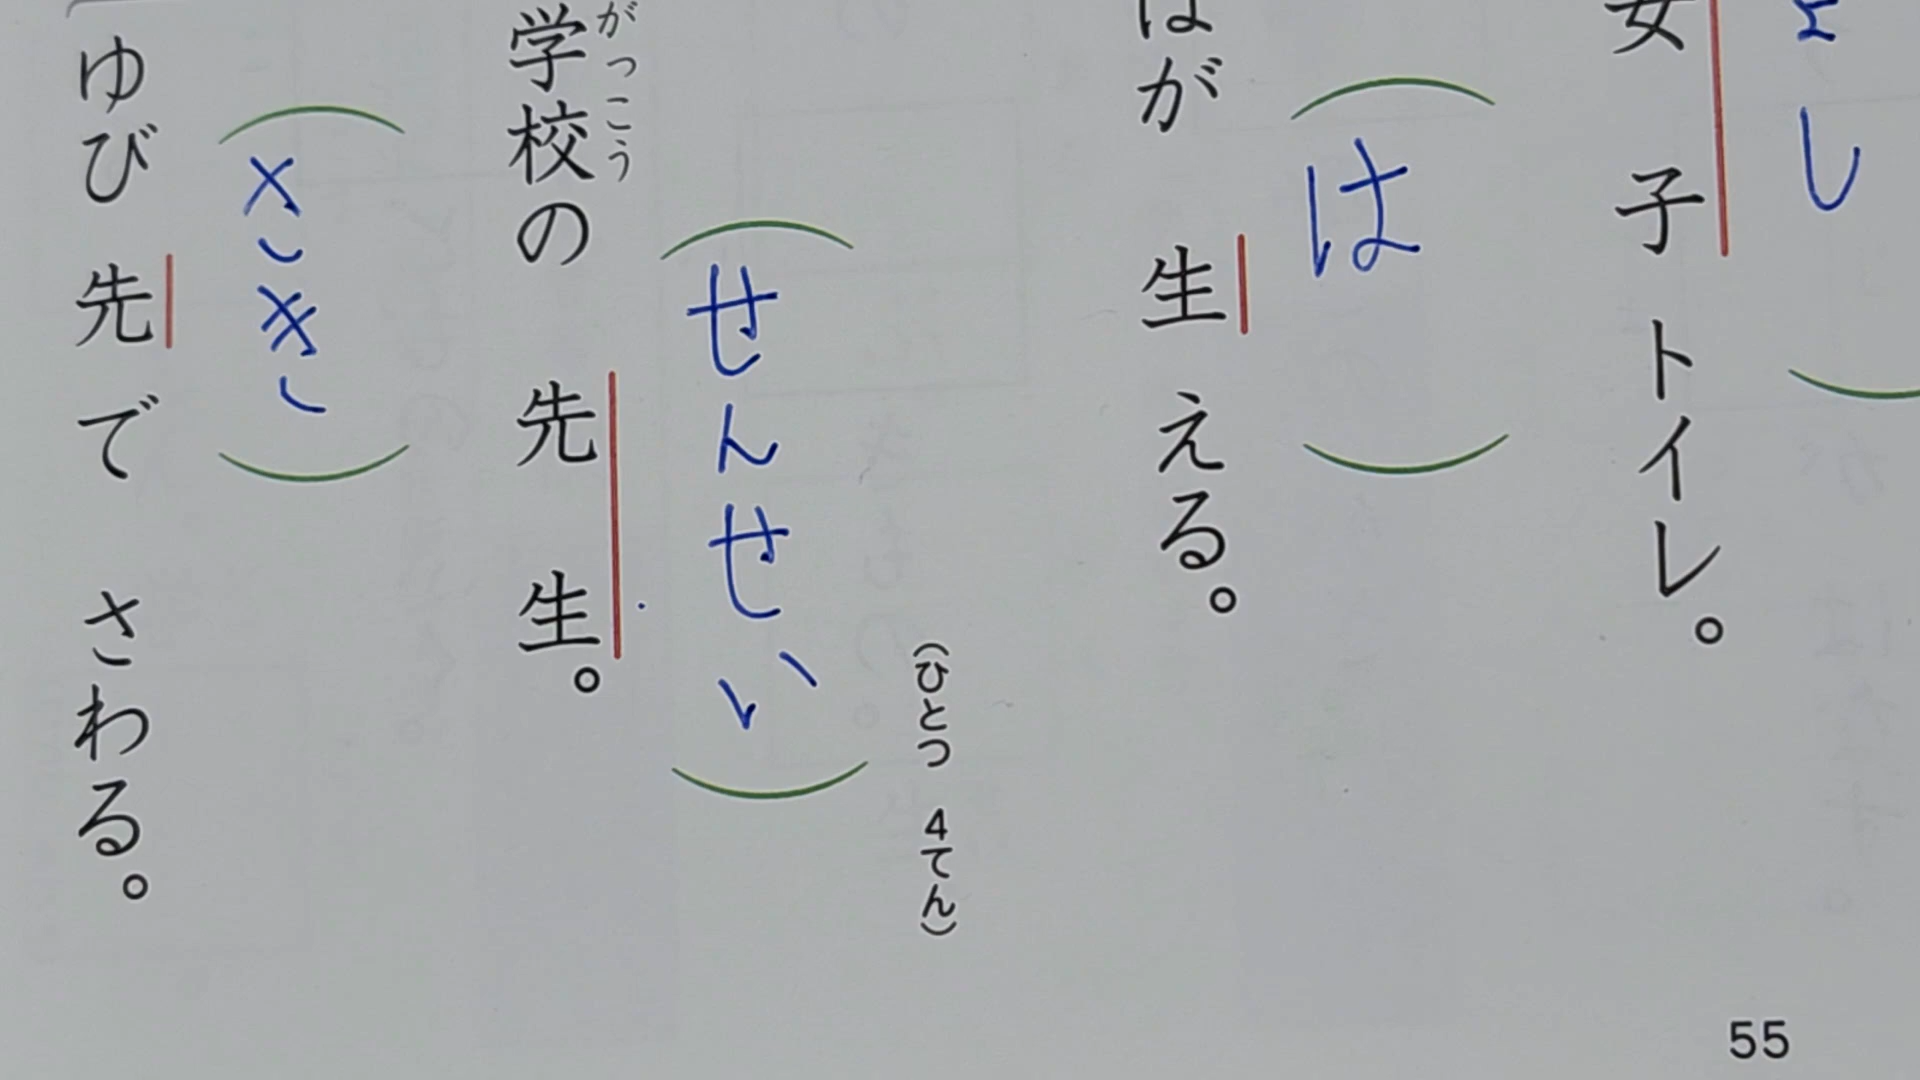 し
女子トイレ。
は
はが 生える。
(ひとつ 4てん)
せんせい
がっこう
学校の 先生。
さき
ゆび先で さわる。
55